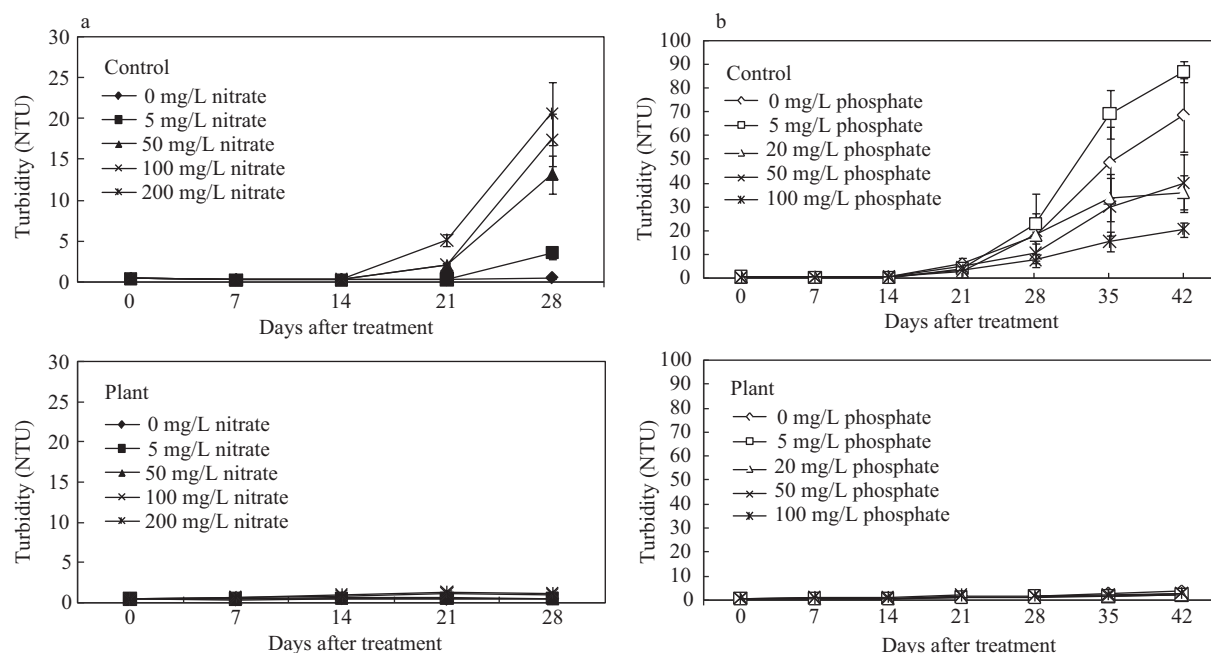 a
30
25
20
15
10
5
0
Turbidity (NTU)
Control
0 mg/L nitrate
5 mg/L nitrate
50 mg/L nitrate
100 mg/L nitrate
200 mg/L nitrate
0 7 14 21 28
Days after treatment
b
100
90
80
70
60
50
40
30
20
10
0
Turbidity (NTU)
Control
0 mg/L phosphate
5 mg/L phosphate
20 mg/L phosphate
50 mg/L phosphate
100 mg/L phosphate
0 7 14 21 28 35 42
Days after treatment
30
25
20
15
10
5
0
Turbidity (NTU)
Plant
0 mg/L nitrate
5 mg/L nitrate
50 mg/L nitrate
100 mg/L nitrate
200 mg/L nitrate
0 7 14 21 28
Days after treatment
100
90
80
70
60
50
40
30
20
10
0
Turbidity (NTU)
Plant
0 mg/L phosphate
5 mg/L phosphate
20 mg/L phosphate
50 mg/L phosphate
100 mg/L phosphate
0 7 14 21 28 35 42
Days after treatment